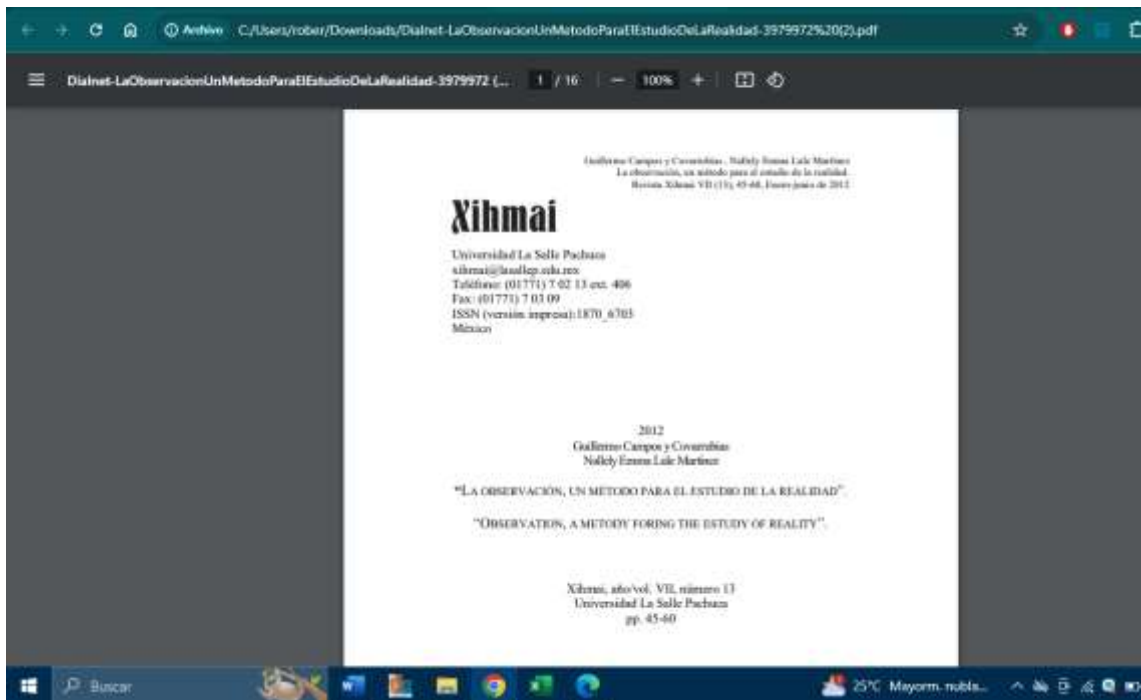 Archivo C:/Users/rober/Downloads/Dialnet-LaObservacionUnMetodoParaElEstudioDeLaRealidad-3979972%20(2).pdf
Dialnet-LaObservacionUnMetodoParaElEstudioDeLaRealidad-3979972 (... 1 / 16 100%
Guillermo Campos y Covarrubias , Nallely Emma Lule Martínez
La observación, un método para el estudio de la realidad.
Revista Xihmai VII (13), 45-60, Enero-junio de 2012
Xihmai
Universidad La Salle Pachuca
xihmai@lasallep.edu.mx
Teléfono: (01771) 7 02 13 ext. 406
Fax: (01771) 7 03 09
ISSN (versión impresa):1870_6703
México
2012
Guillermo Campos y Covarrubias
Nallely Emma Lule Martínez
“LA OBSERVACIÓN, UN MÉTODO PARA EL ESTUDIO DE LA REALIDAD”.
“OBSERVATION, A METODY FORING THE ESTUDY OF REALITY”.
Xihmai, año/vol. VII, número 13
Universidad La Salle Pachuca
pp. 45-60
Buscar 25°C Mayorm. nubla...